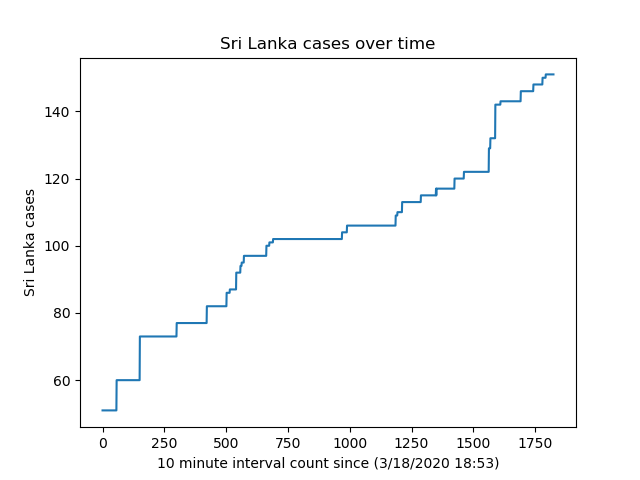 Sri Lanka cases over time
Sri Lanka cases
140
120
100
80
60
0 250 500 750 1000 1250 1500 1750
10 minute interval count since (3/18/2020 18:53)